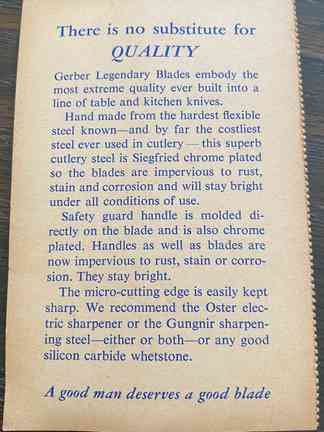 There is no substitute for
QUALITY
Gerber Legendary Blades embody the
most extreme quality ever built into a
line of table and kitchen knives.
Hand made from the hardest flexible
steel known—and by far the costliest
steel ever used in cutlery—this superb
cutlery steel is Siegfried chrome plated
so the blades are impervious to rust,
stain and corrosion and will stay bright
under all conditions of use.
Safety guard handle is molded di-
rectly on the blade and is also chrome
plated. Handles as well as blades are
now impervious to rust, stain or corro-
sion. They stay bright.
The micro-cutting edge is easily kept
sharp. We recommend the Oster elec-
tric sharpener or the Gungnir sharpen-
ing steel—either or both—or any good
silicon carbide whetstone.
A good man deserves a good blade